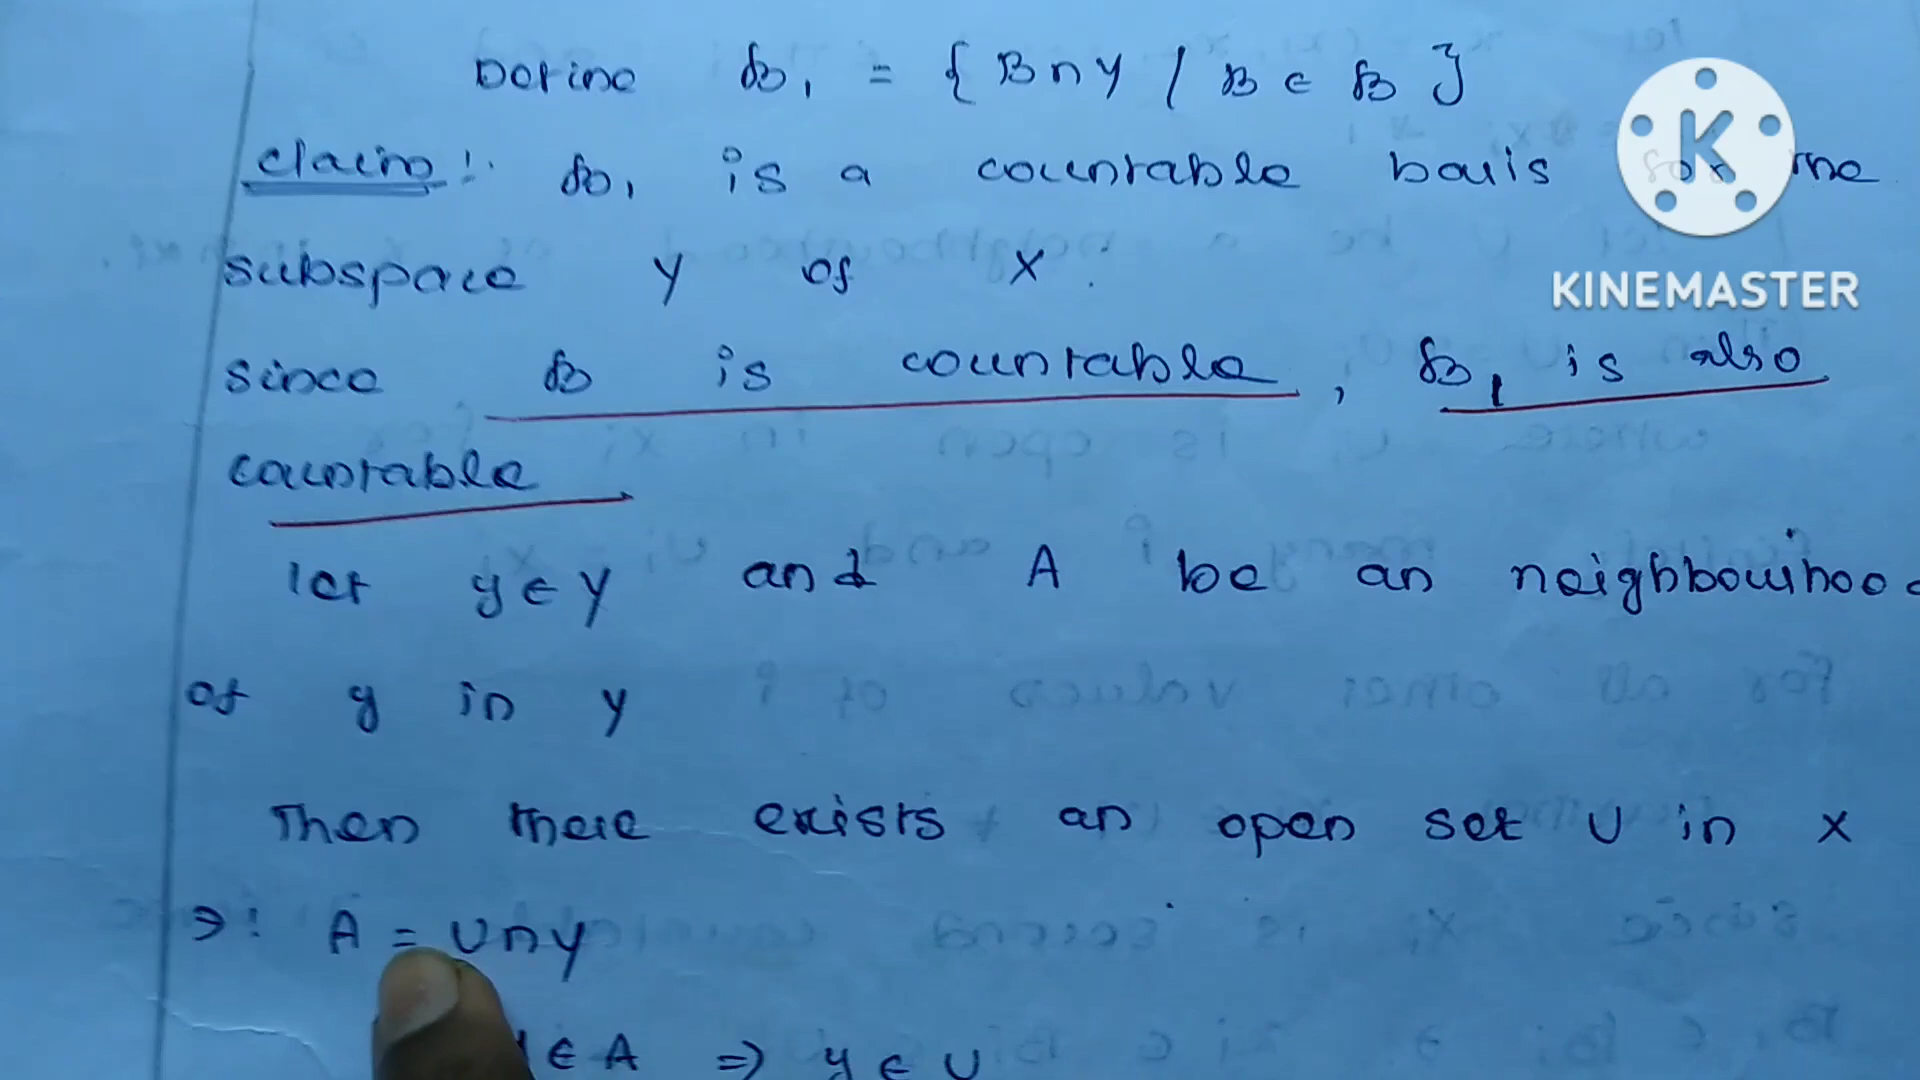 Define 𝔅₁ = { B∩Y / B ∈ 𝔅 }
claim :. 𝔅₁ is a countable basis for the
subspace Y of X.
since 𝔅 is countable, 𝔅₁ is also
countable
let y ∈ Y and A be an neighbourhood
of y in Y
Then there exists an open set U in X
∋: A = U∩Y
∈ A ⇒ y ∈ U
K
KINEMASTER